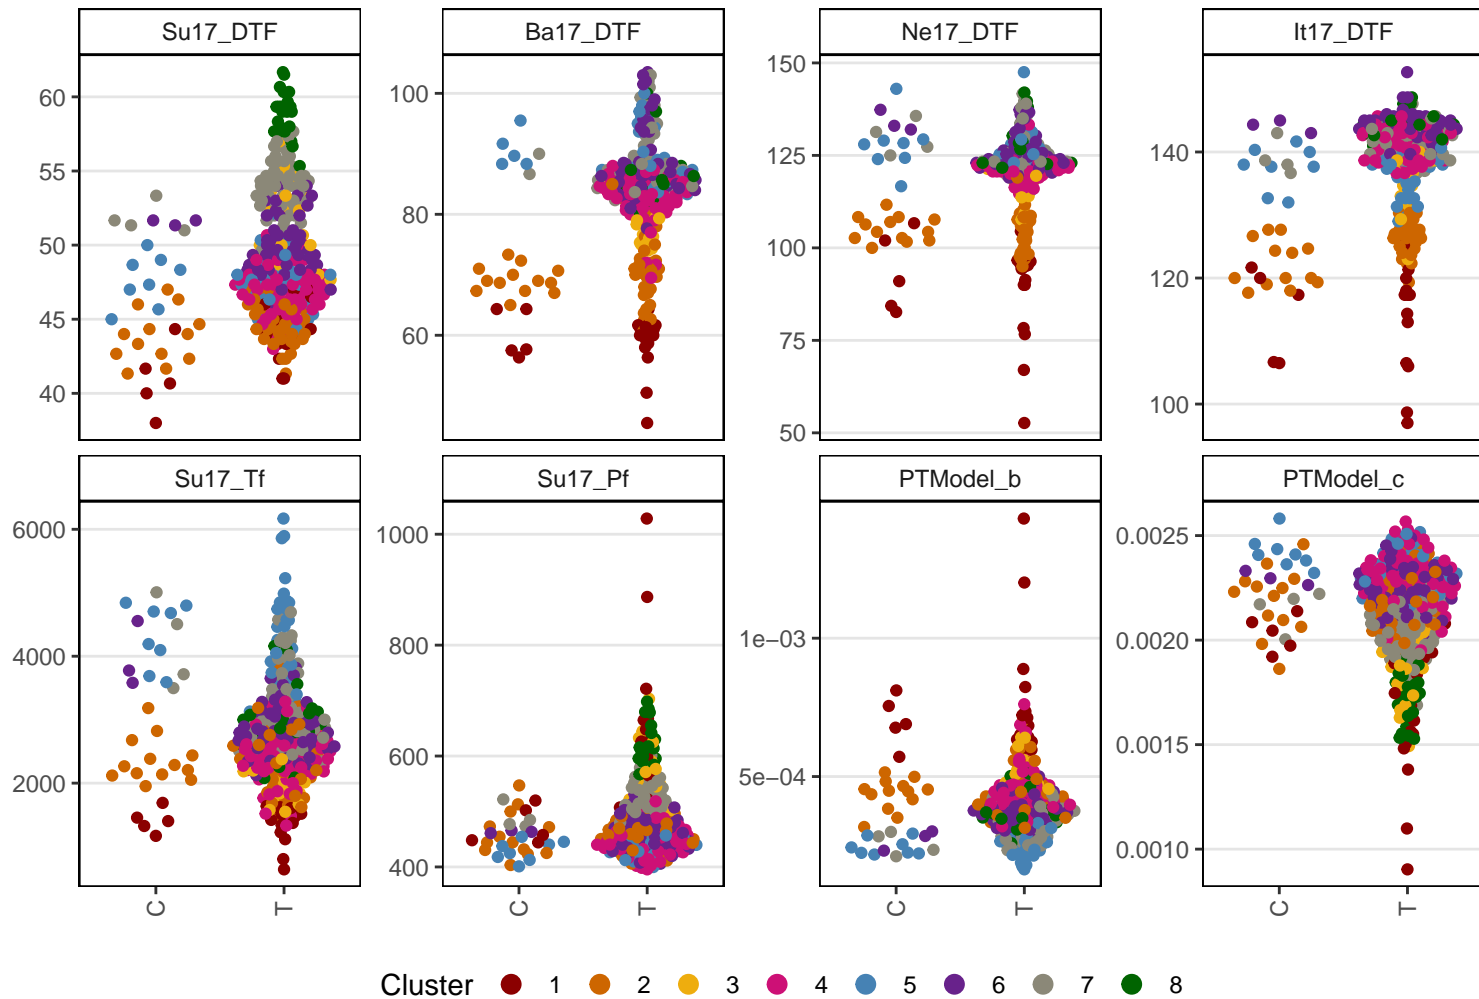 Su17_DTF
Ba17_DTF
Ne17_DTF
It17_DTF
60
55
50
45
40
100
80
60
150
125
100
75
50
140
120
100
Su17_Tf
Su17_Pf
PTModel_b
PTModel_c
6000
4000
2000
1000
800
600
400
1e−03
5e−04
0.0025
0.0020
0.0015
0.0010
C
T
C
T
C
T
C
T
Cluster 1 2 3 4 5 6 7 8